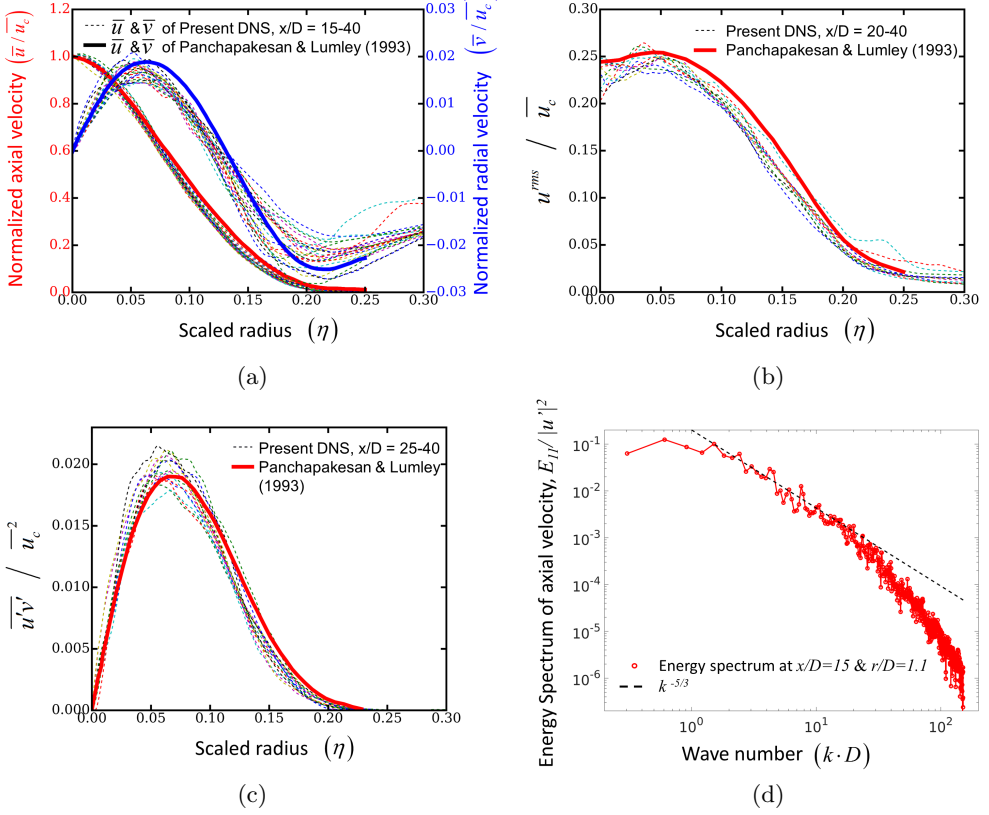 Normalized axial velocity (u̅ / u̅_c)
1.2
1.0
0.8
0.6
0.4
0.2
0.0
u̅ & v̅ of Present DNS, x/D = 15-40
u̅ & v̅ of Panchapakesan & Lumley (1993)
0.03
0.02
0.01
0.00
−0.01
−0.02
−0.03
Normalized radial velocity (v̅ / u̅_c)
0.00 0.05 0.10 0.15 0.20 0.25 0.30
Scaled radius (η)
(a)
u^rms / u̅_c
0.30
0.25
0.20
0.15
0.10
0.05
0.00
Present DNS, x/D = 20-40
Panchapakesan & Lumley (1993)
0.00 0.05 0.10 0.15 0.20 0.25 0.30
Scaled radius (η)
(b)
u'v'‾ / u̅_c^2
0.020
0.015
0.010
0.005
0.000
Present DNS, x/D = 25-40
Panchapakesan & Lumley
(1993)
0.00 0.05 0.10 0.15 0.20 0.25 0.30
Scaled radius (η)
(c)
Energy Spectrum of axial velocity, E_11/|u'|^2
10^-1
10^-2
10^-3
10^-4
10^-5
10^-6
Energy spectrum at x/D=15 & r/D=1.1
k^-5/3
10^0 10^1 10^2
Wave number (k·D)
(d)